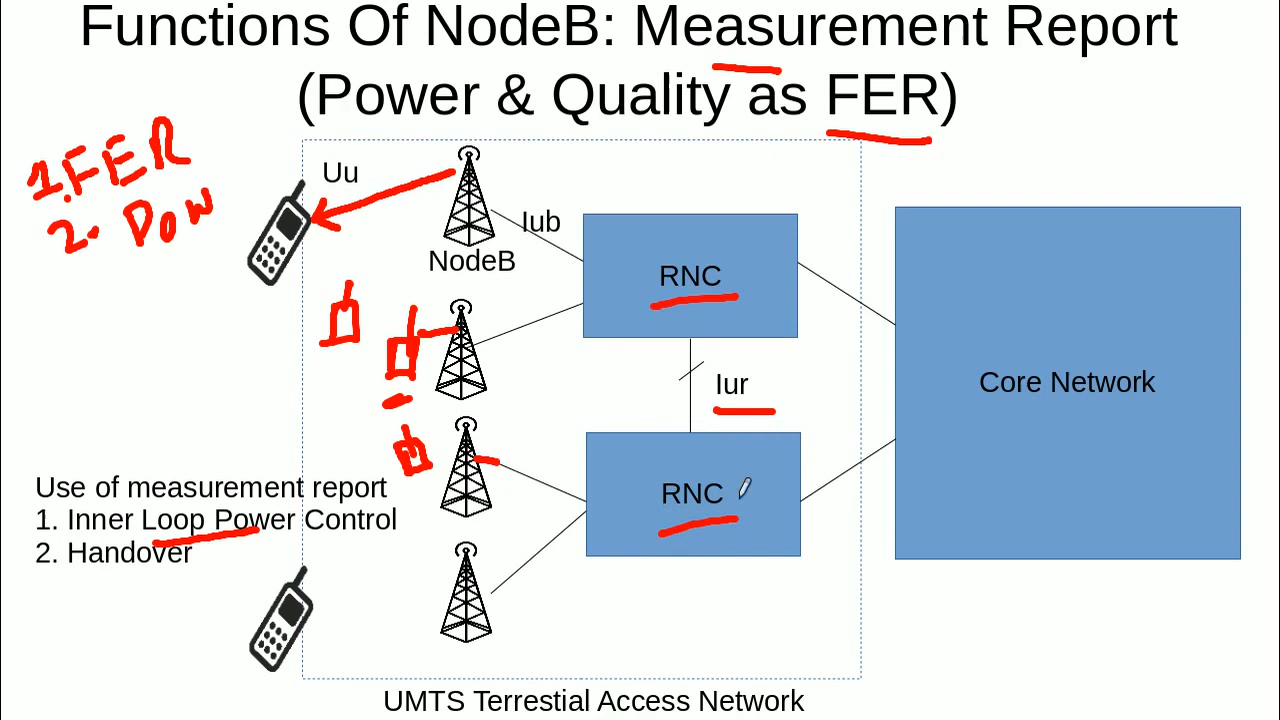 Functions Of NodeB: Measurement Report
(Power & Quality as FER)
1. FER
2. Pow
Uu
Iub
NodeB
RNC
Iur
Core Network
RNC
Use of measurement report
1. Inner Loop Power Control
2. Handover
UMTS Terrestial Access Network